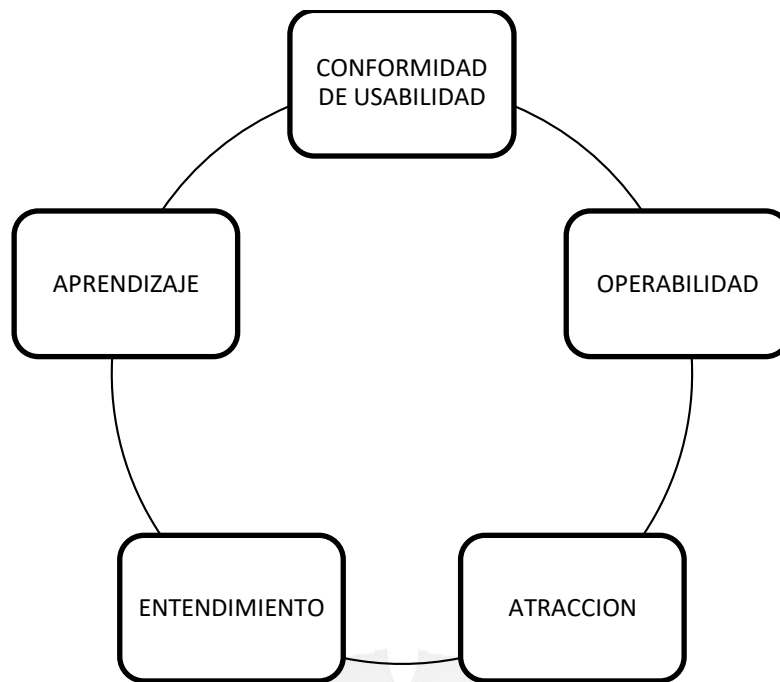 CONFORMIDAD
DE USABILIDAD
APRENDIZAJE
OPERABILIDAD
ENTENDIMIENTO
ATRACCION